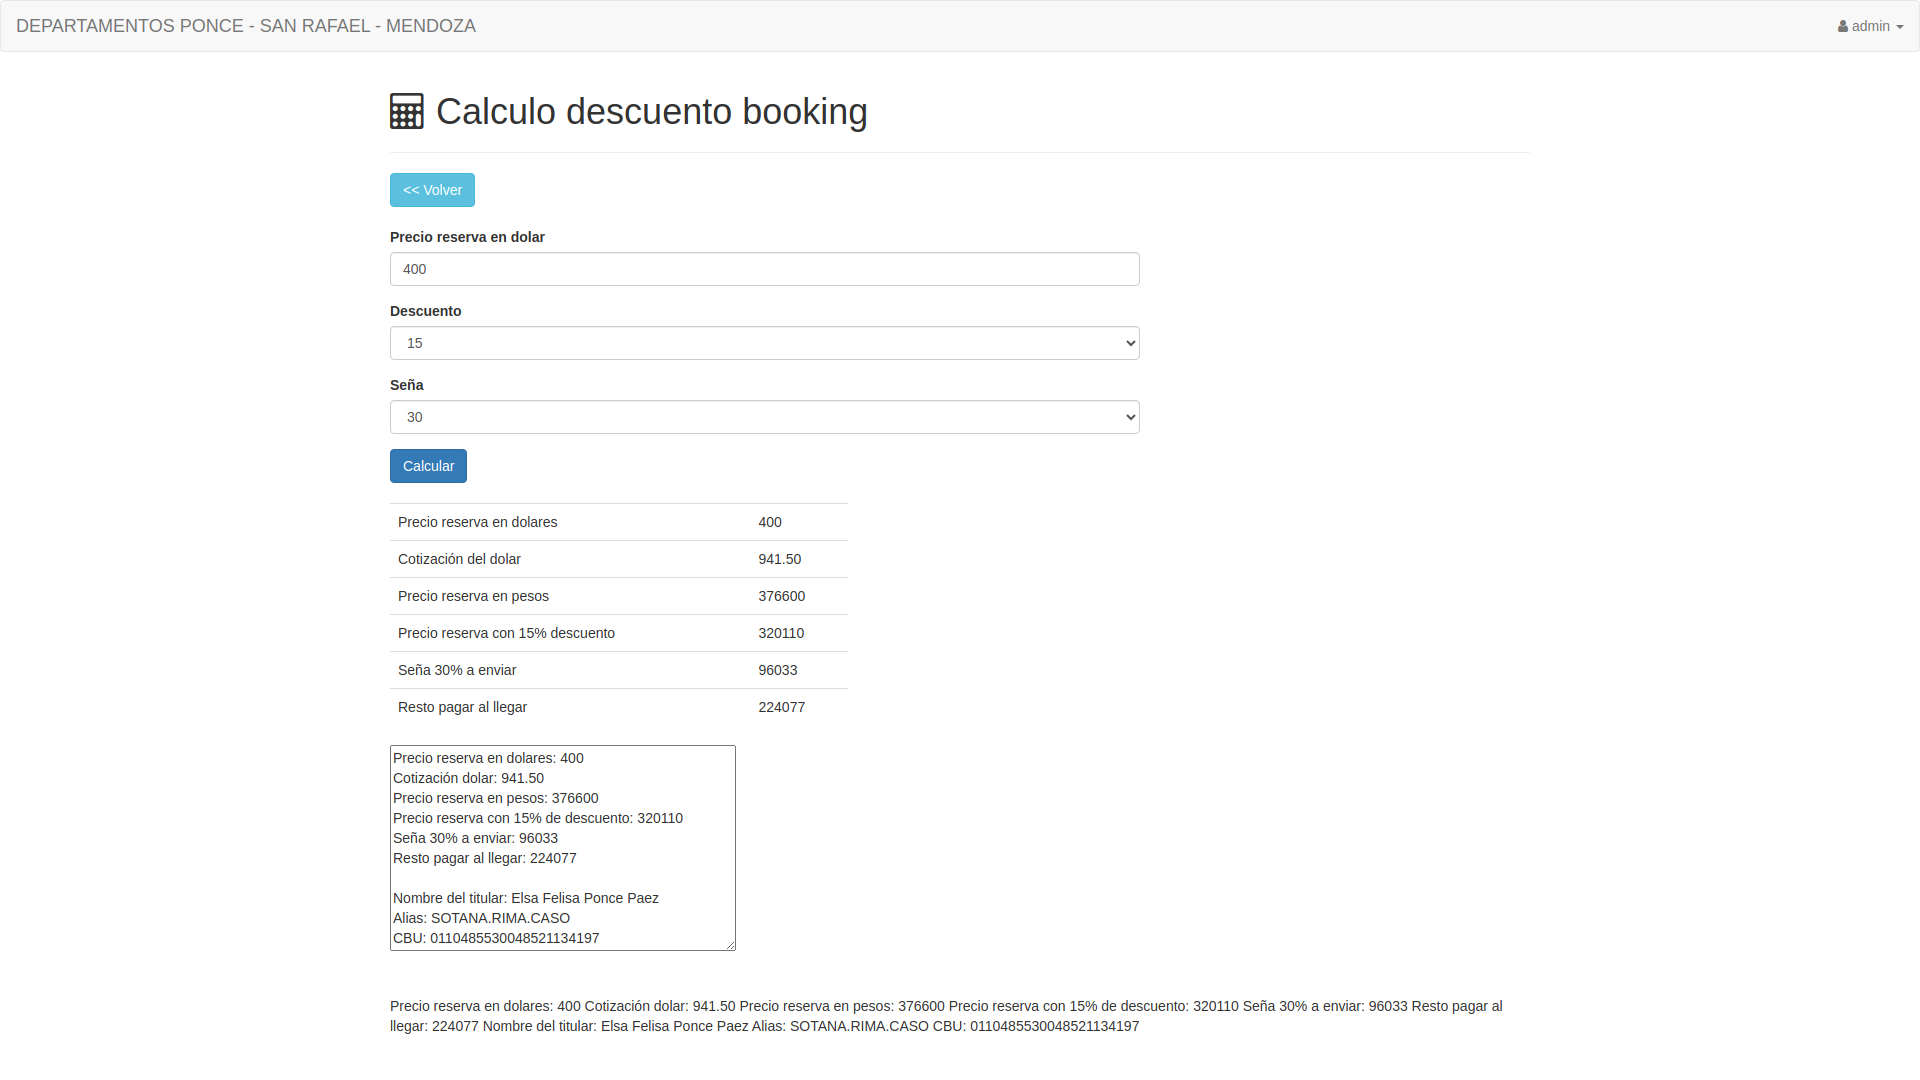 DEPARTAMENTOS PONCE - SAN RAFAEL - MENDOZA
admin
Calculo descuento booking
<< Volver
Precio reserva en dolar
400
Descuento
15
Seña
30
Calcular
Precio reserva en dolares 400
Cotización del dolar 941.50
Precio reserva en pesos 376600
Precio reserva con 15% descuento 320110
Seña 30% a enviar 96033
Resto pagar al llegar 224077
Precio reserva en dolares: 400
Cotización dolar: 941.50
Precio reserva en pesos: 376600
Precio reserva con 15% de descuento: 320110
Seña 30% a enviar: 96033
Resto pagar al llegar: 224077
Nombre del titular: Elsa Felisa Ponce Paez
Alias: SOTANA.RIMA.CASO
CBU: 0110485530048521134197
Precio reserva en dolares: 400 Cotización dolar: 941.50 Precio reserva en pesos: 376600 Precio reserva con 15% de descuento: 320110 Seña 30% a enviar: 96033 Resto pagar al
llegar: 224077 Nombre del titular: Elsa Felisa Ponce Paez Alias: SOTANA.RIMA.CASO CBU: 0110485530048521134197